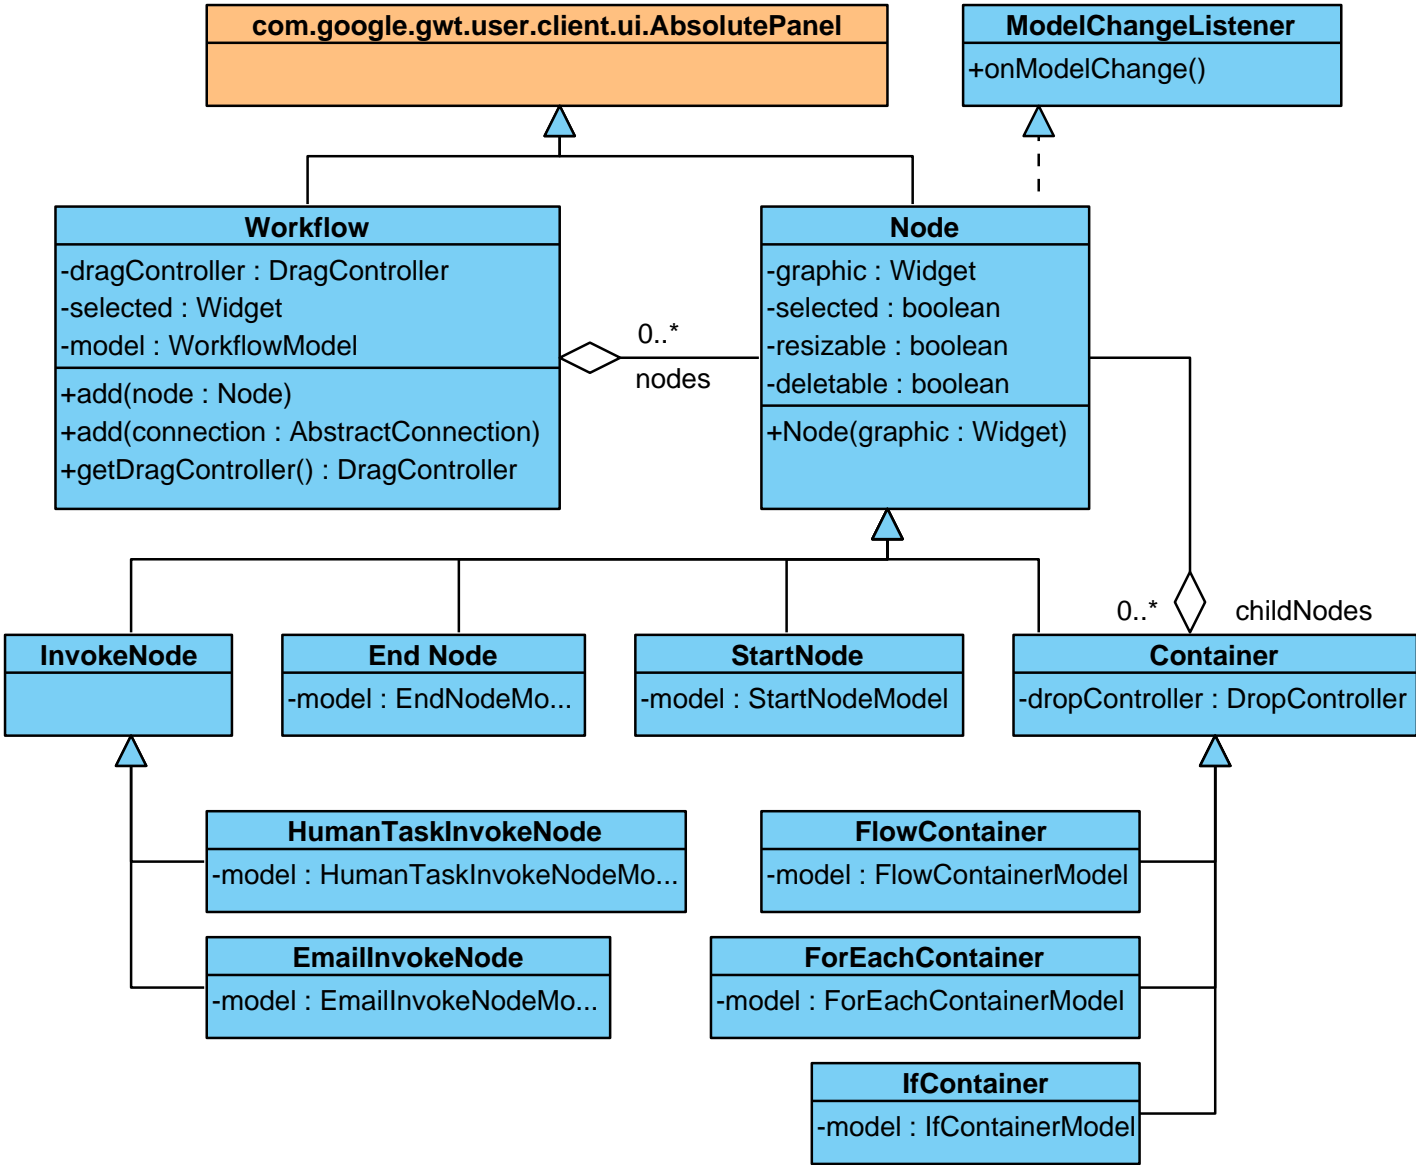 com.google.gwt.user.client.ui.AbsolutePanel
ModelChangeListener
+onModelChange()
Workflow
-dragController : DragController
-selected : Widget
-model : WorkflowModel
+add(node : Node)
+add(connection : AbstractConnection)
+getDragController() : DragController
0..*
nodes
Node
-graphic : Widget
-selected : boolean
-resizable : boolean
-deletable : boolean
+Node(graphic : Widget)
0..*
childNodes
InvokeNode
End Node
-model : EndNodeMo...
StartNode
-model : StartNodeModel
Container
-dropController : DropController
HumanTaskInvokeNode
-model : HumanTaskInvokeNodeMo...
FlowContainer
-model : FlowContainerModel
EmailInvokeNode
-model : EmailInvokeNodeMo...
ForEachContainer
-model : ForEachContainerModel
IfContainer
-model : IfContainerModel